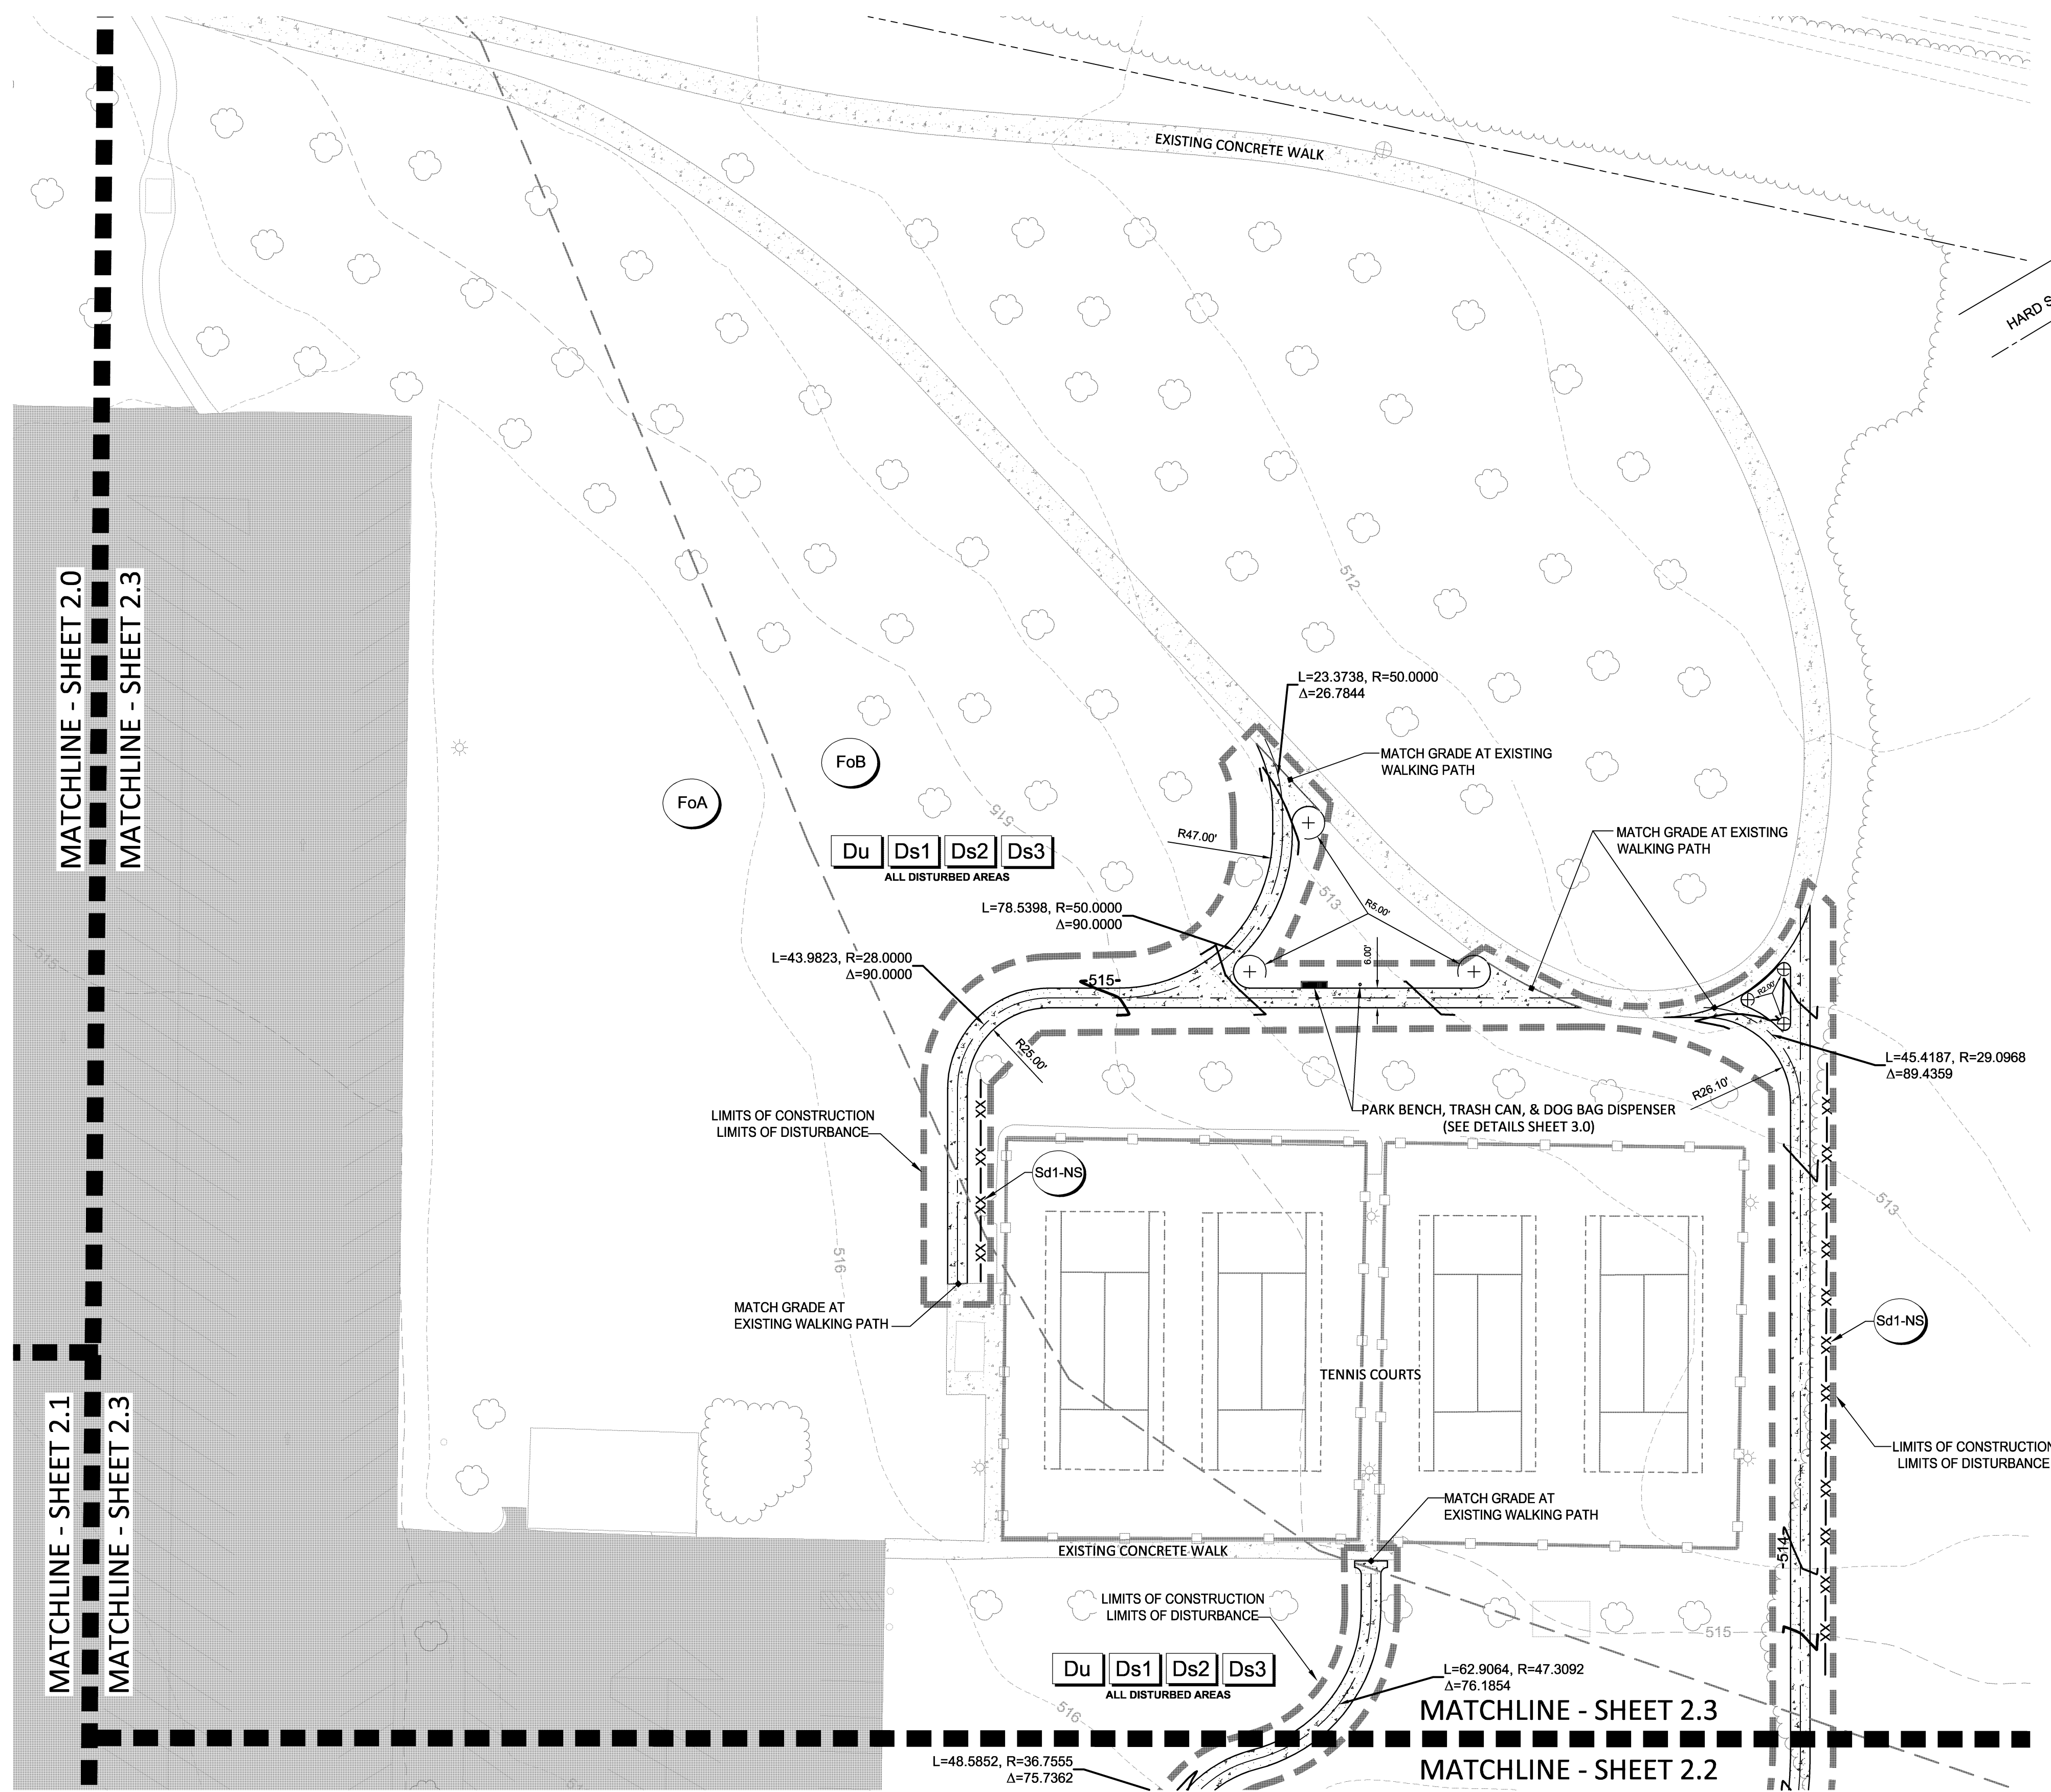 EXISTING CONCRETE WALK
HARD S
MATCHLINE - SHEET 2.0
MATCHLINE - SHEET 2.3
512
L=23.3738, R=50.0000
Δ=26.7844
MATCH GRADE AT EXISTING
WALKING PATH
FoB
FoA
515
R47.00'
MATCH GRADE AT EXISTING
WALKING PATH
Du Ds1 Ds2 Ds3
ALL DISTURBED AREAS
513
R5.00'
L=78.5398, R=50.0000
Δ=90.0000
515
L=43.9823, R=28.0000
Δ=90.0000
6.00'
515
R2.00'
R25.00'
L=45.4187, R=29.0968
Δ=89.4359
R26.10'
LIMITS OF CONSTRUCTION
LIMITS OF DISTURBANCE
PARK BENCH, TRASH CAN, & DOG BAG DISPENSER
(SEE DETAILS SHEET 3.0)
Sd1-NS
513
516
MATCH GRADE AT
EXISTING WALKING PATH
Sd1-NS
TENNIS COURTS
MATCHLINE - SHEET 2.1
MATCHLINE - SHEET 2.3
LIMITS OF CONSTRUCTION
LIMITS OF DISTURBANCE
MATCH GRADE AT
EXISTING WALKING PATH
EXISTING CONCRETE WALK
514
LIMITS OF CONSTRUCTION
LIMITS OF DISTURBANCE
515
Du Ds1 Ds2 Ds3
ALL DISTURBED AREAS
L=62.9064, R=47.3092
Δ=76.1854
516
MATCHLINE - SHEET 2.3
MATCHLINE - SHEET 2.2
L=48.5852, R=36.7555
Δ=75.7362